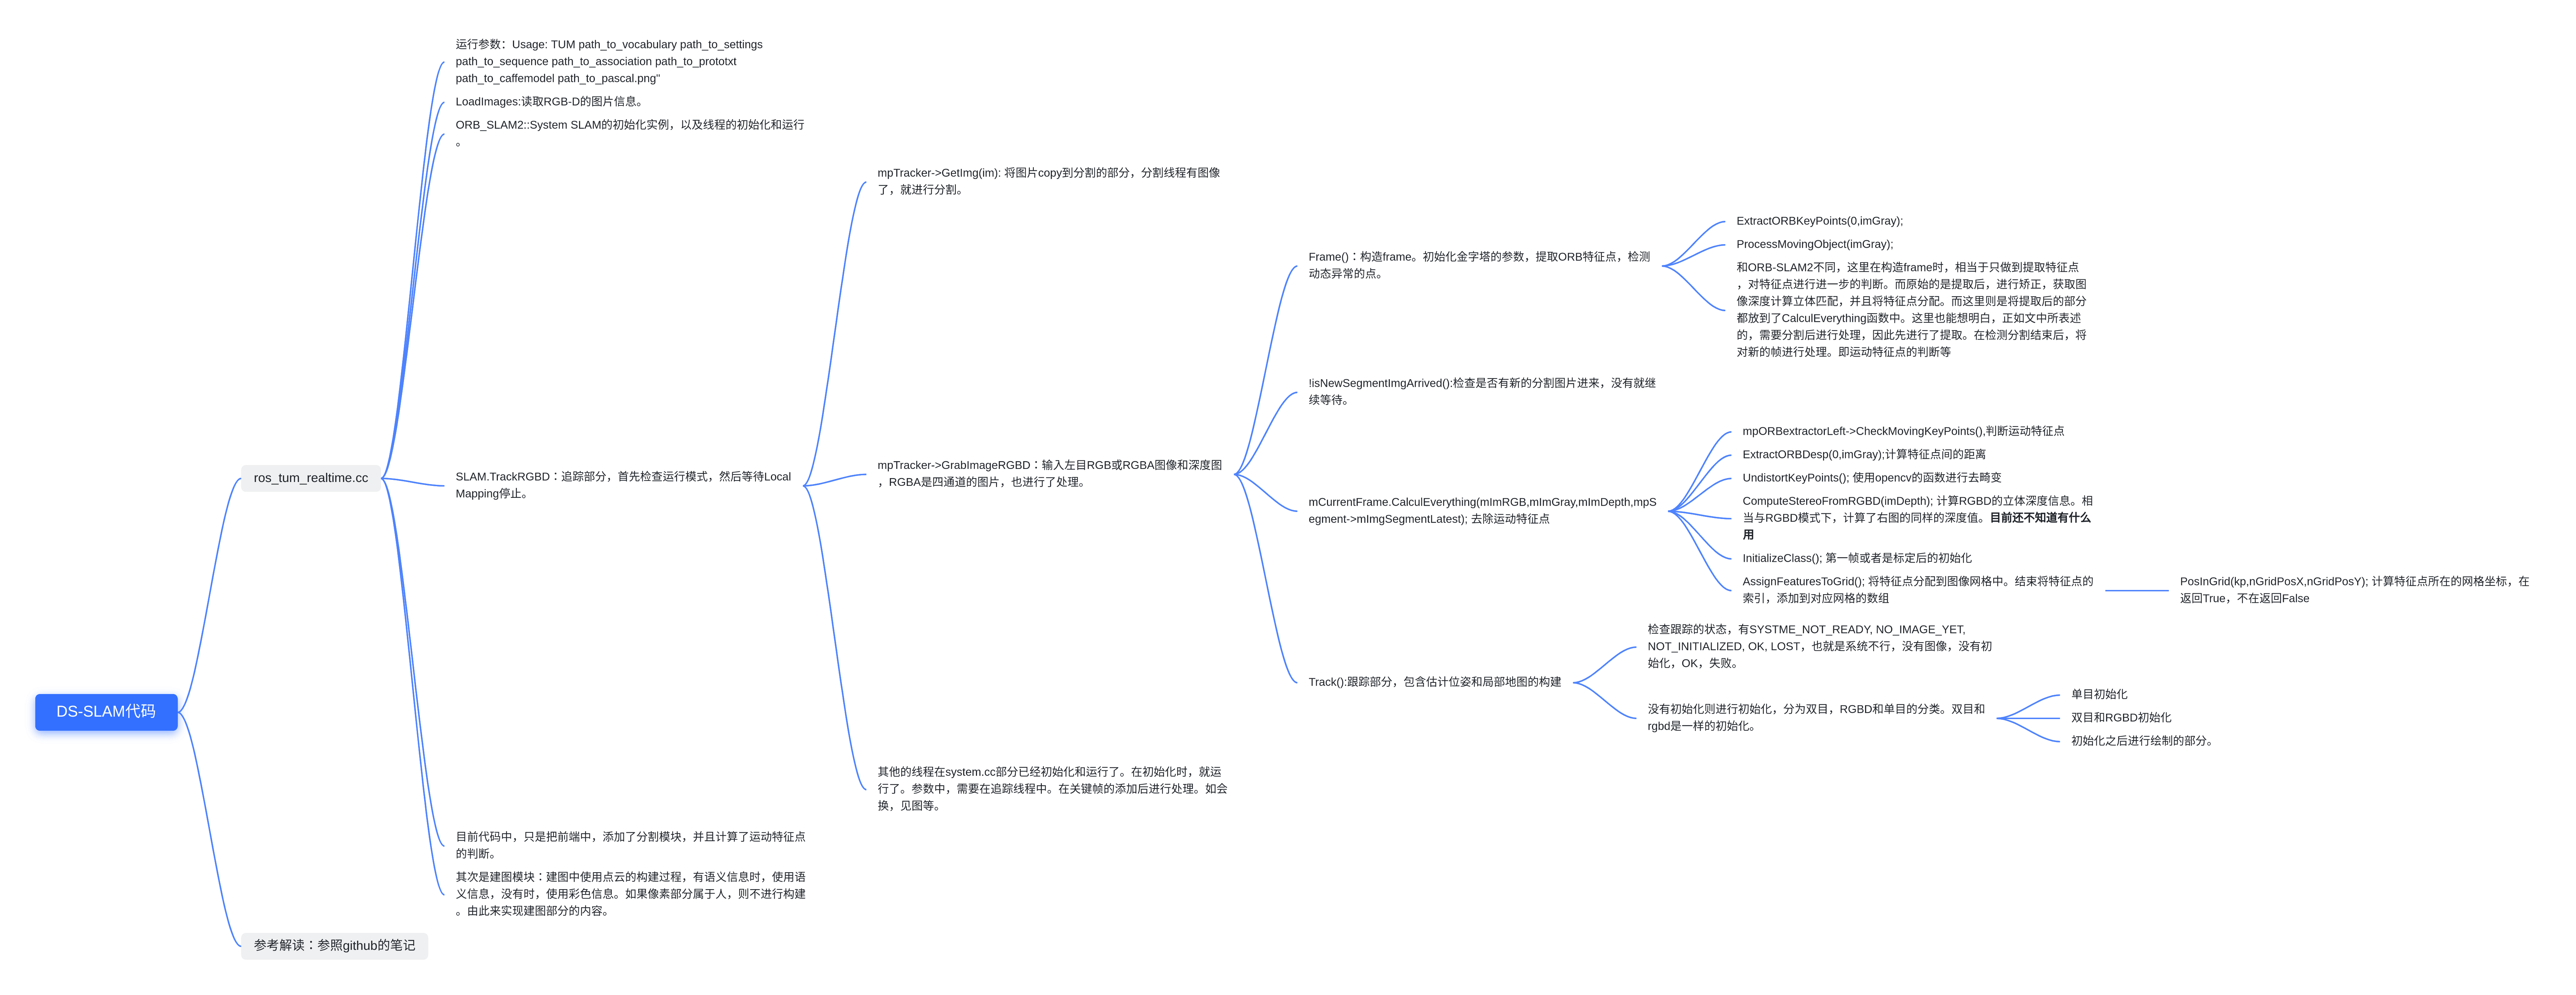 DS-SLAM代码
ros_tum_realtime.cc
运行参数：Usage: TUM path_to_vocabulary path_to_settings
path_to_sequence path_to_association path_to_prototxt
path_to_caffemodel path_to_pascal.png"
LoadImages:读取RGB-D的图片信息。
ORB_SLAM2::System SLAM的初始化实例，以及线程的初始化和运行
。
SLAM.TrackRGBD：追踪部分，首先检查运行模式，然后等待Local
Mapping停止。
mpTracker->GetImg(im): 将图片copy到分割的部分，分割线程有图像
了，就进行分割。
mpTracker->GrabImageRGBD：输入左目RGB或RGBA图像和深度图
，RGBA是四通道的图片，也进行了处理。
Frame()：构造frame。初始化金字塔的参数，提取ORB特征点，检测
动态异常的点。
ExtractORBKeyPoints(0,imGray);
ProcessMovingObject(imGray);
和ORB-SLAM2不同，这里在构造frame时，相当于只做到提取特征点
，对特征点进行进一步的判断。而原始的是提取后，进行矫正，获取图
像深度计算立体匹配，并且将特征点分配。而这里则是将提取后的部分
都放到了CalculEverything函数中。这里也能想明白，正如文中所表述
的，需要分割后进行处理，因此先进行了提取。在检测分割结束后，将
对新的帧进行处理。即运动特征点的判断等
!isNewSegmentImgArrived():检查是否有新的分割图片进来，没有就继
续等待。
mCurrentFrame.CalculEverything(mImRGB,mImGray,mImDepth,mpS
egment->mImgSegmentLatest); 去除运动特征点
mpORBextractorLeft->CheckMovingKeyPoints(),判断运动特征点
ExtractORBDesp(0,imGray);计算特征点间的距离
UndistortKeyPoints(); 使用opencv的函数进行去畸变
ComputeStereoFromRGBD(imDepth); 计算RGBD的立体深度信息。相
当与RGBD模式下，计算了右图的同样的深度值。目前还不知道有什么
用
InitializeClass(); 第一帧或者是标定后的初始化
AssignFeaturesToGrid(); 将特征点分配到图像网格中。结束将特征点的
索引，添加到对应网格的数组
PosInGrid(kp,nGridPosX,nGridPosY); 计算特征点所在的网格坐标，在
返回True，不在返回False
Track():跟踪部分，包含估计位姿和局部地图的构建
检查跟踪的状态，有SYSTME_NOT_READY, NO_IMAGE_YET,
NOT_INITIALIZED, OK, LOST，也就是系统不行，没有图像，没有初
始化，OK，失败。
没有初始化则进行初始化，分为双目，RGBD和单目的分类。双目和
rgbd是一样的初始化。
单目初始化
双目和RGBD初始化
初始化之后进行绘制的部分。
其他的线程在system.cc部分已经初始化和运行了。在初始化时，就运
行了。参数中，需要在追踪线程中。在关键帧的添加后进行处理。如会
换，见图等。
目前代码中，只是把前端中，添加了分割模块，并且计算了运动特征点
的判断。
其次是建图模块：建图中使用点云的构建过程，有语义信息时，使用语
义信息，没有时，使用彩色信息。如果像素部分属于人，则不进行构建
。由此来实现建图部分的内容。
参考解读：参照github的笔记